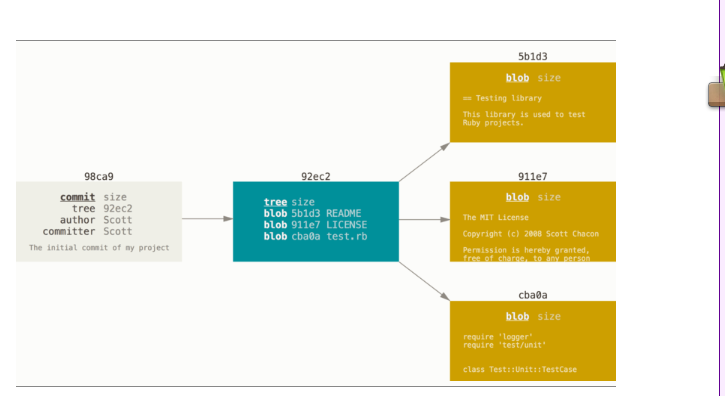 98ca9
commit size
tree 92ec2
author Scott
committer Scott
The initial commit of my project
92ec2
tree size
blob 5b1d3 README
blob 911e7 LICENSE
blob cba0a test.rb
5b1d3
blob size
== Testing library
This library is used to test
Ruby projects.
911e7
blob size
The MIT License
Copyright (c) 2008 Scott Chacon
Permission is hereby granted,
free of charge, to any person
cba0a
blob size
require 'logger'
require 'test/unit'
class Test::Unit::TestCase